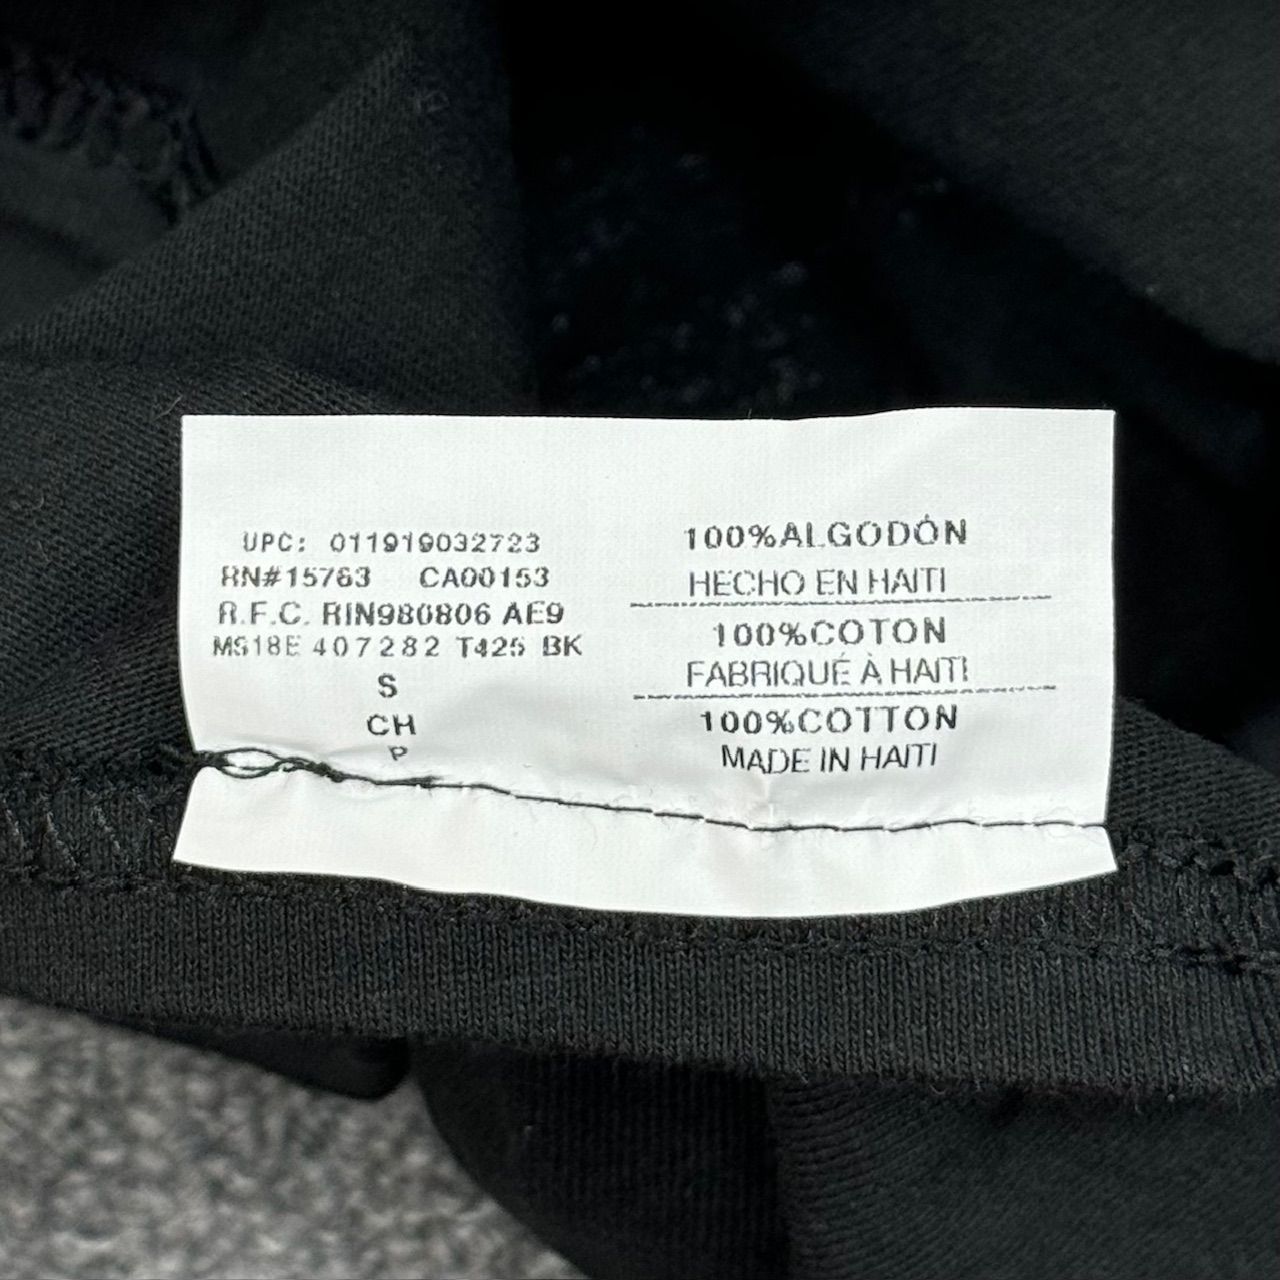 UPC: 011919032723
RN#15763 CA00153
R.F.C. RIN980806 AE9
MS18E 407282 T425 BK
S
CH
P
100%ALGODÓN
HECHO EN HAITI
100%COTON
FABRIQUÉ À HAITI
100%COTTON
MADE IN HAITI